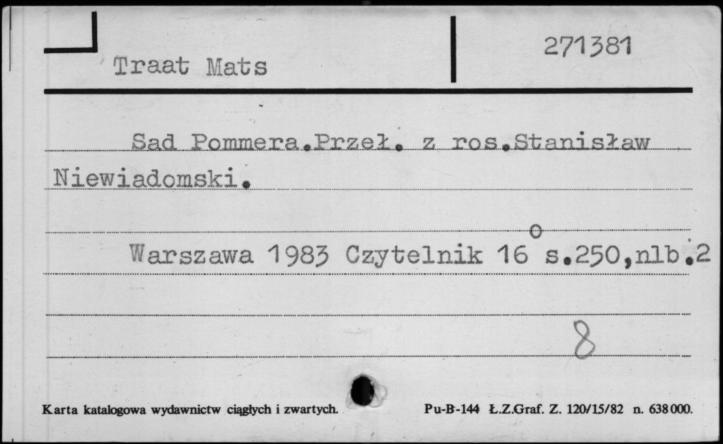 271381
Traat Mats
Sad Pommera.Przeł. z ros.Stanisław
Niewiadomski.
Warszawa 1983 Czytelnik 16° s.250,nlb.2
8
Karta katalogowa wydawnictw ciągłych i zwartych. Pu-B-144 Ł.Z.Graf. Z. 120/15/82 n. 638000.